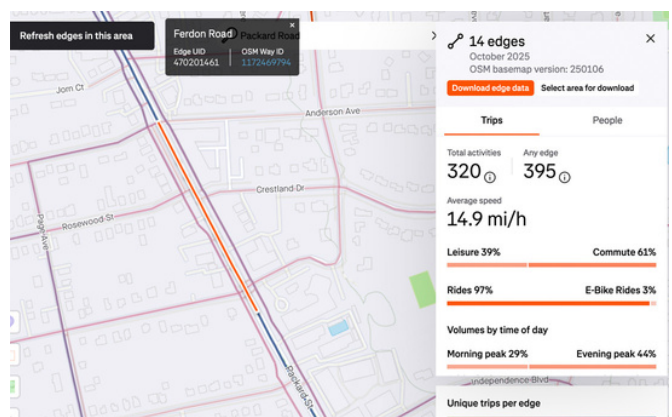 Refresh edges in this area
Ferdon Road
×
Edge UID
470201461
OSM Way ID
1172469794
Packard Road
Jorn Ct
Anderson Ave
Crestland Dr
Rosewood St
Page Ave
Packard St
14 edges
October 2025
OSM basemap version: 250106
Download edge data
Select area for download
Trips
People
Total activities
320
Any edge
395
Average speed
14.9 mi/h
Leisure 39%
Commute 61%
Rides 97%
E-Bike Rides 3%
Volumes by time of day
Morning peak 29%
Evening peak 44%
Independence Blvd
Unique trips per edge